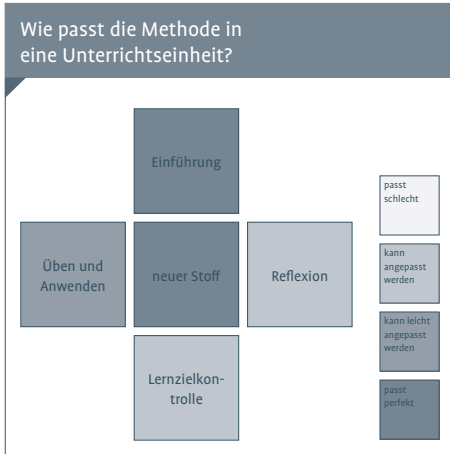 Wie passt die Methode in
eine Unterrichtseinheit?
Einführung
Üben und
Anwenden
neuer Stoff
Reflexion
Lernzielkon-
trolle
passt
schlecht
kann
angepasst
werden
kann leicht
angepasst
werden
passt
perfekt